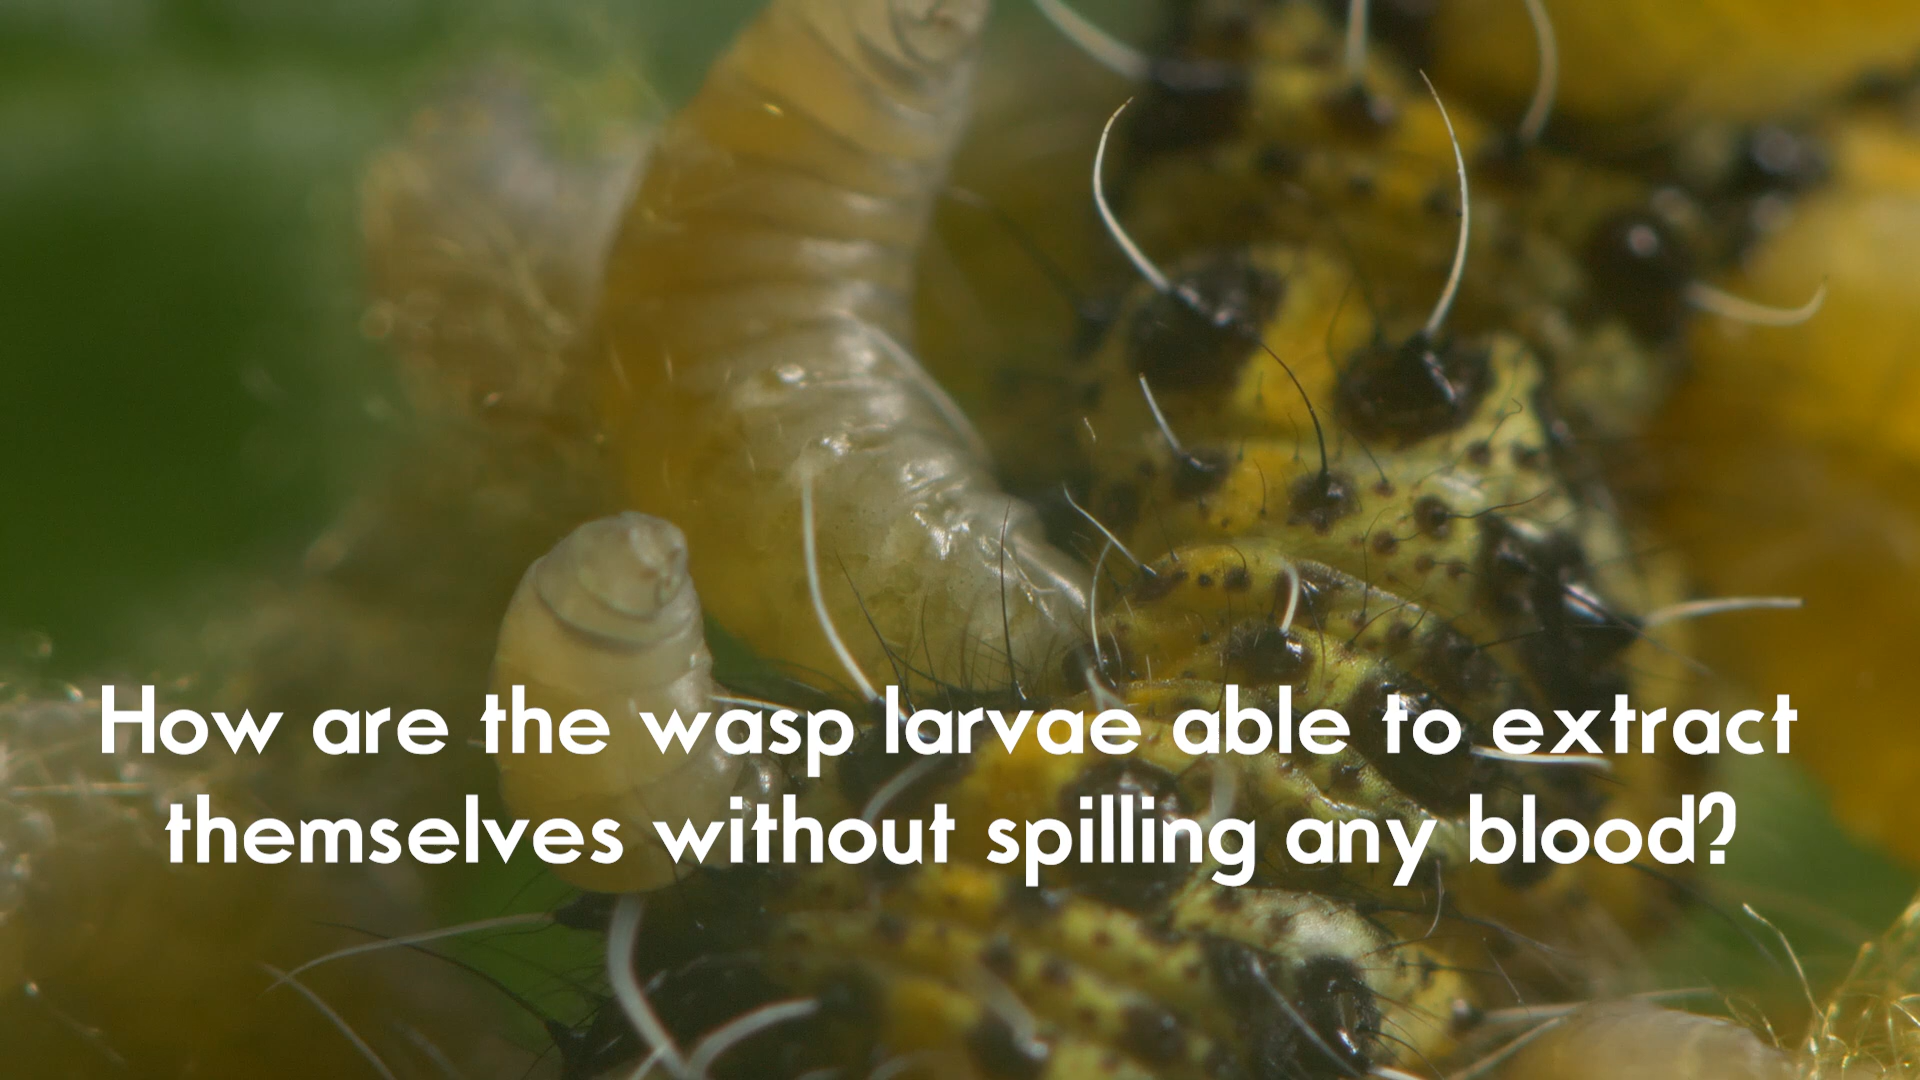 How are the wasp larvae able to extract
themselves without spilling any blood?